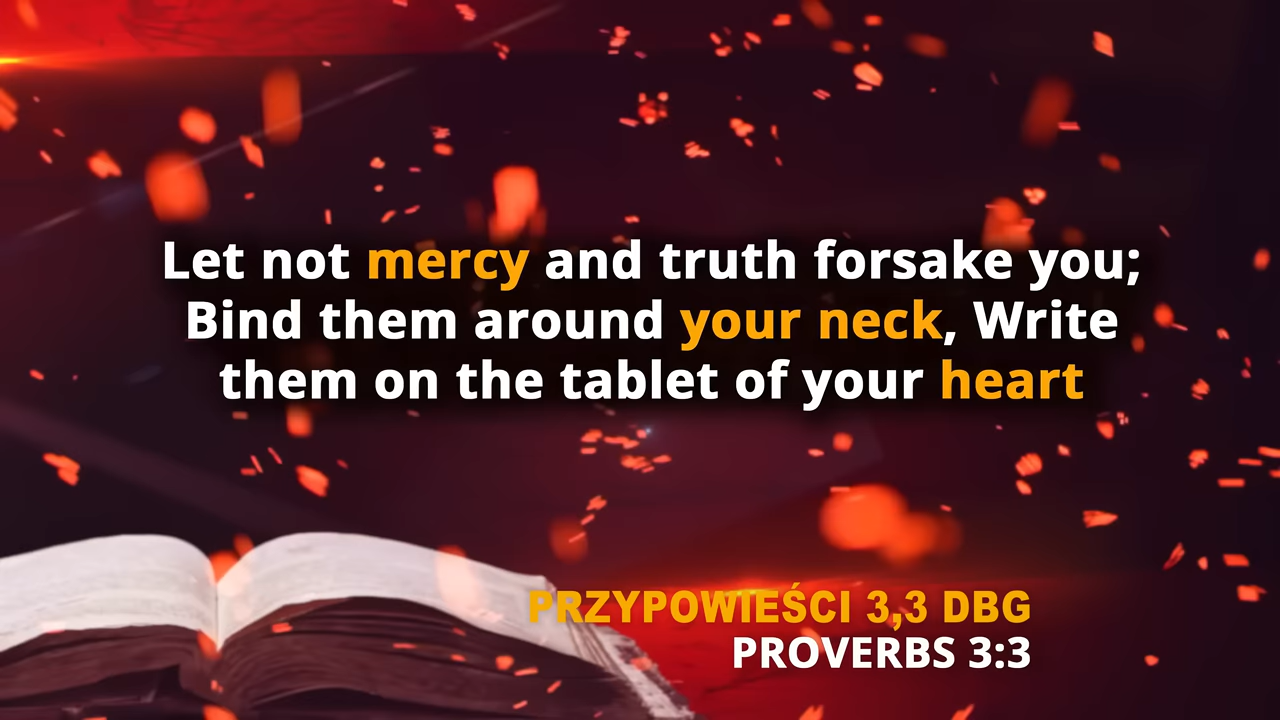 Let not mercy and truth forsake you;
Bind them around your neck, Write
them on the tablet of your heart
PRZYPOWIEŚCI 3,3 DBG
PROVERBS 3:3